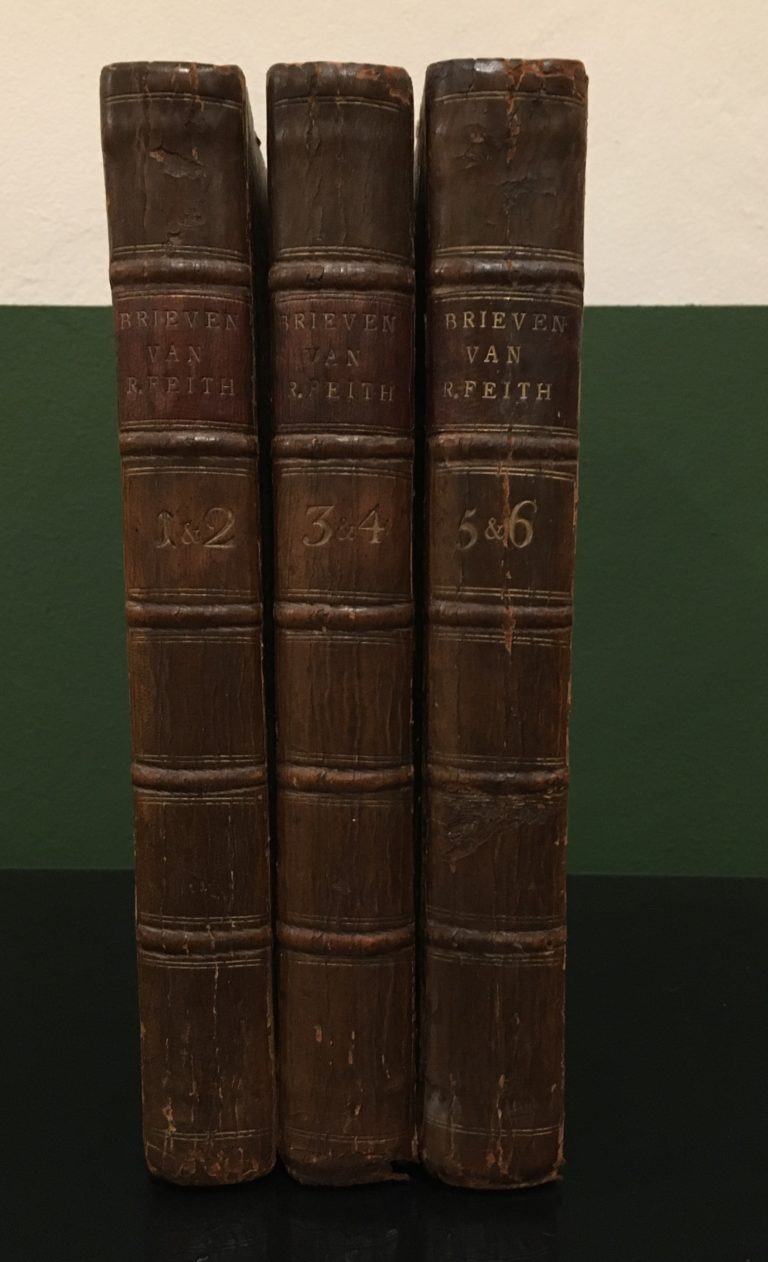 BRIEVEN
VAN
R. FEITH
1 & 2
BRIEVEN
VAN
R. FEITH
3 & 4
BRIEVEN
VAN
R. FEITH
5 & 6